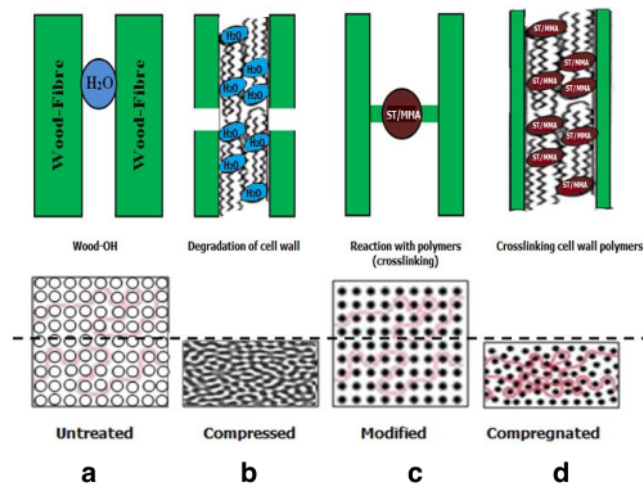 Wood-Fibre
H₂O
Wood-Fibre
H₂O
H₂O
H₂O
H₂O
H₂O
H₂O
H₂O
H₂O
ST/MMA
ST/MMA
ST/MMA
ST/MMA
ST/MMA
ST/MMA
ST/MMA
ST/MMA
ST/MMA
Wood-OH
Degradation of cell wall
Reaction with polymers
(crosslinking)
Crosslinking cell wall polymers
Untreated
Compressed
Modified
Compregnated
a
b
c
d